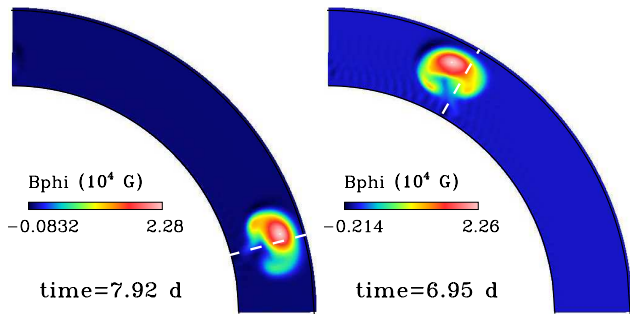 Bphi (10⁴ G)
−0.0832 2.28
time=7.92 d
Bphi (10⁴ G)
−0.214 2.26
time=6.95 d